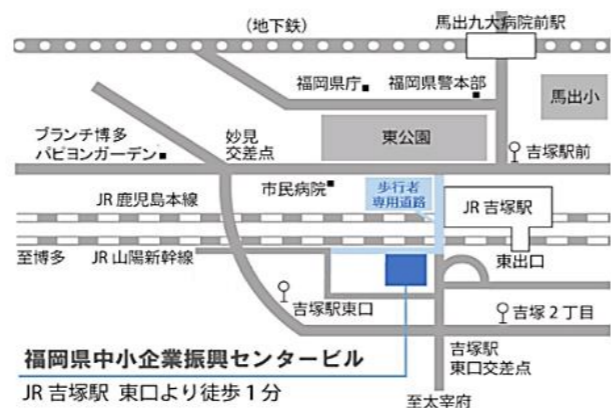 (地下鉄)
馬出九大病院前駅
福岡県庁
福岡県警本部
馬出小
ブランチ博多
パピヨンガーデン
妙見
交差点
東公園
吉塚駅前
市民病院
歩行者
専用道路
JR 鹿児島本線
JR 吉塚駅
至博多
JR 山陽新幹線
東出口
吉塚駅東口
吉塚2丁目
福岡県中小企業振興センタービル
JR 吉塚駅 東口より徒歩1分
吉塚駅
東口交差点
至太宰府